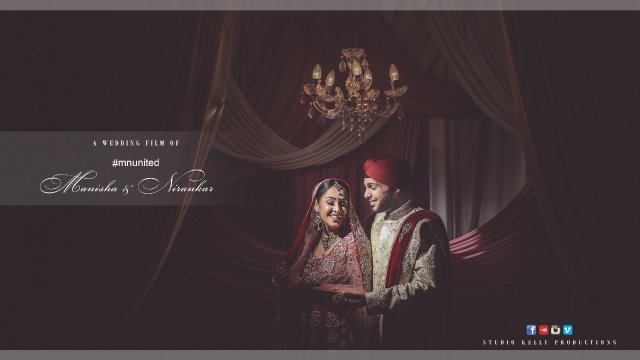 A WEDDING FILM OF
#mnunited
Manisha & Nirankar
STUDIO KELLY PRODUCTIONS